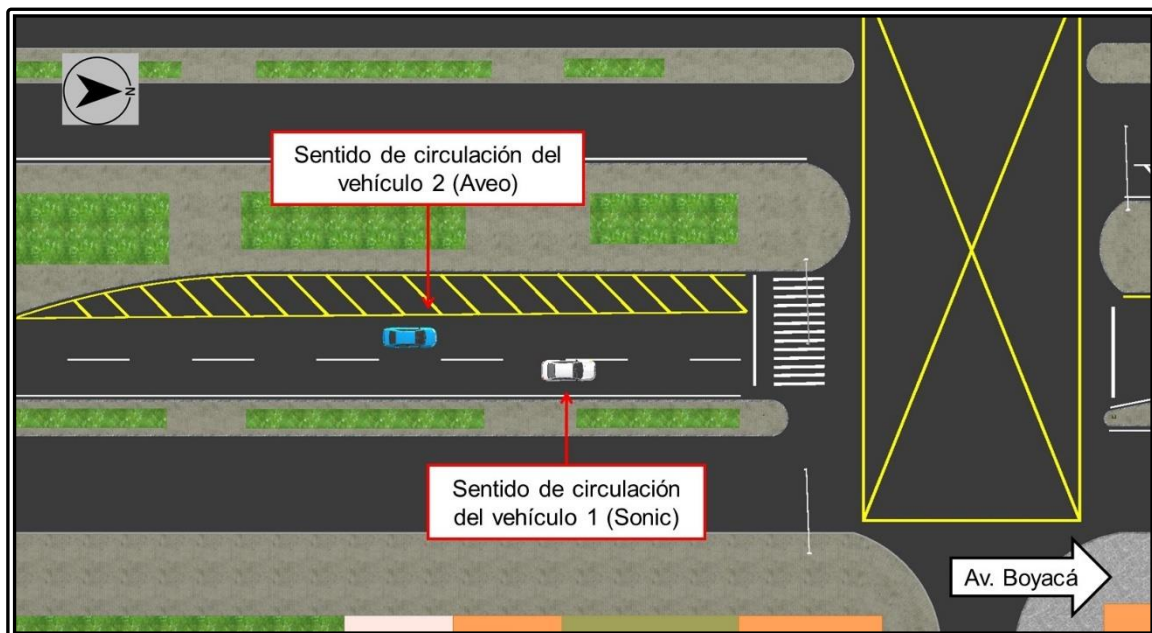 N
Sentido de circulación del
vehículo 2 (Aveo)
Sentido de circulación
del vehículo 1 (Sonic)
Av. Boyacá